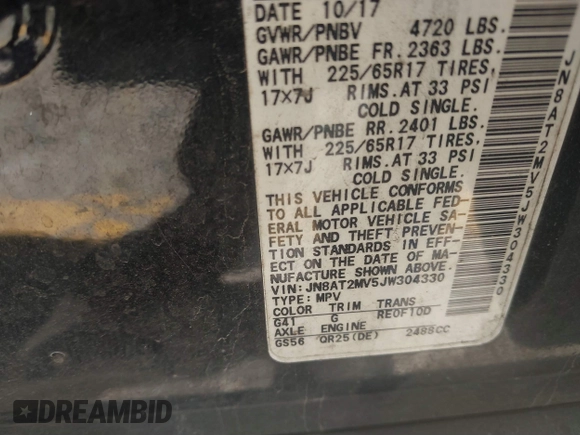 DATE 10/17
GVWR/PNBV 4720 LBS.
GAWR/PNBE FR. 2363 LBS.
WITH 225/65R17 TIRES,
17×7J RIMS. AT 33 PSI
COLD SINGLE.
GAWR/PNBE RR. 2401 LBS.
WITH 225/65R17 TIRES,
17×7J RIMS. AT 33 PSI
COLD SINGLE.
THIS VEHICLE CONFORMS
TO ALL APPLICABLE FED-
ERAL MOTOR VEHICLE SA-
FETY AND THEFT PREVEN-
TION STANDARDS IN EFF-
ECT ON THE DATE OF MA-
NUFACTURE SHOWN ABOVE.
VIN: JN8AT2MV5JW304330
TYPE: MPV
COLOR TRIM TRANS
G41 G RE0F10D
AXLE ENGINE
GS56 QR25(DE) 2488CC
JN8AT2MV5JW304330
DREAMBID